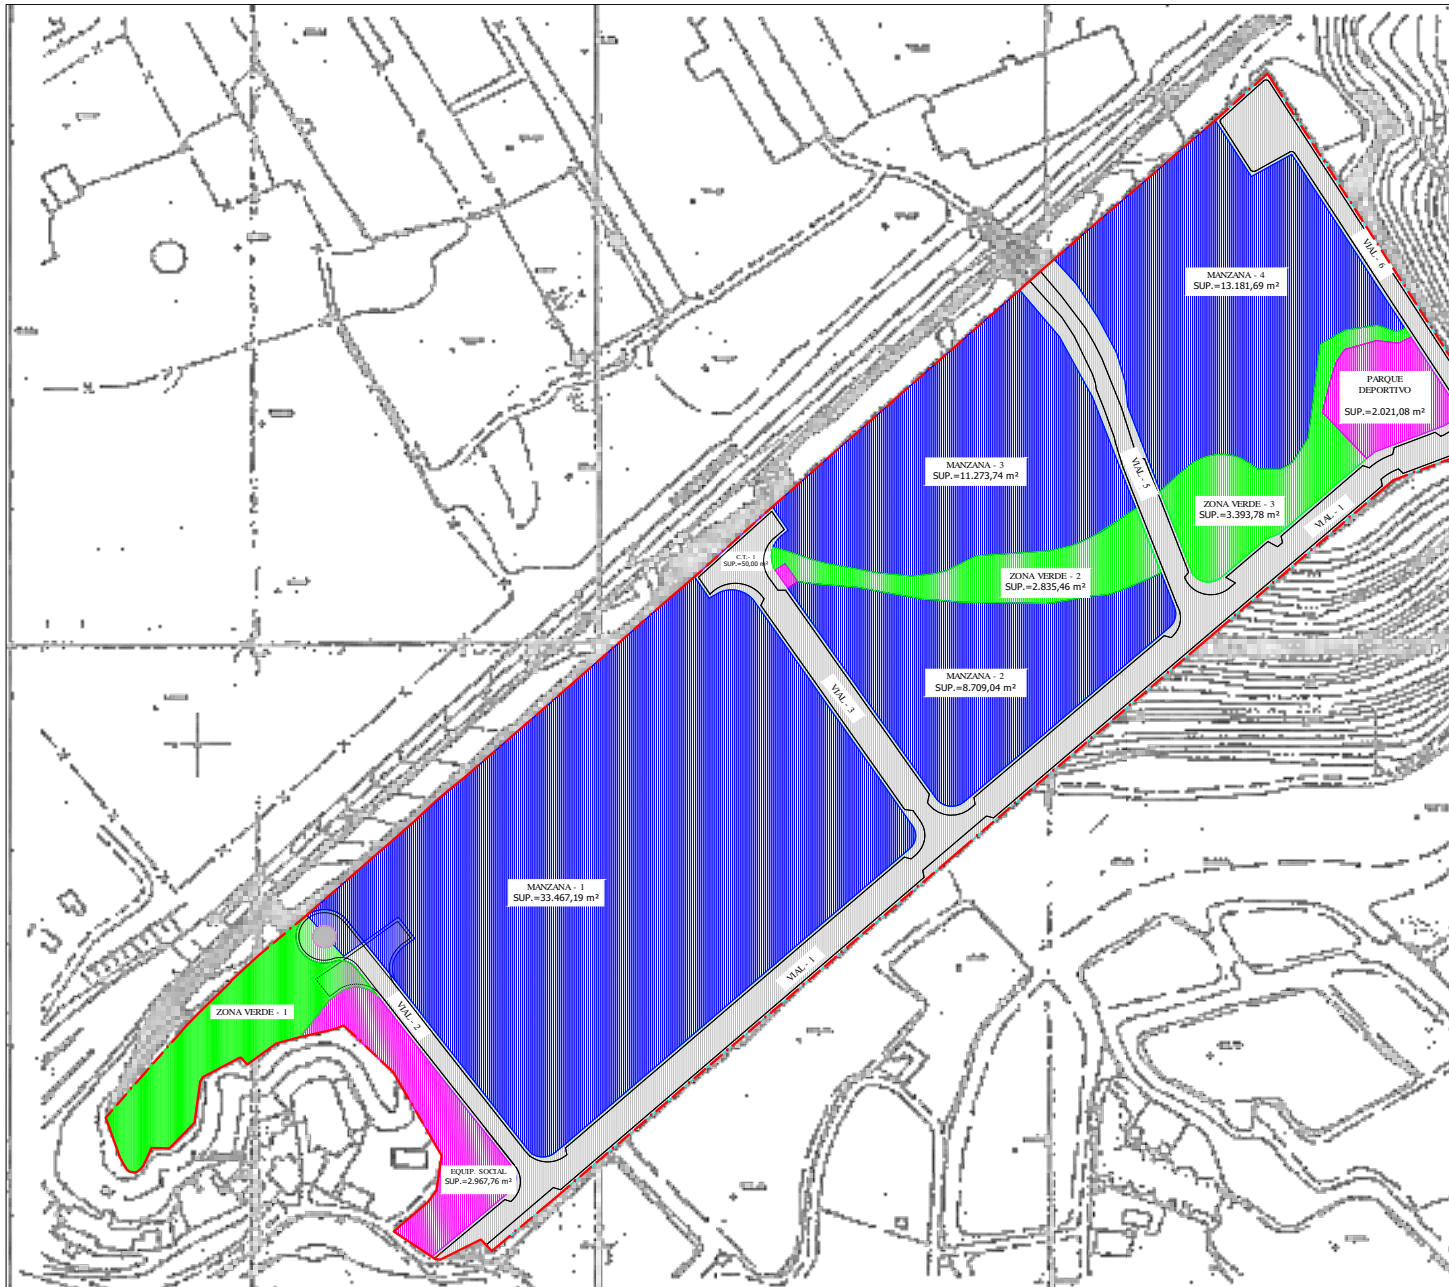 MANZANA - 4
SUP.=13.181,69 m²
VIAL - 6
PARQUE
DEPORTIVO
SUP.=2.021,08 m²
MANZANA - 3
SUP.=11.273,74 m²
VIAL - 5
ZONA VERDE - 3
SUP.=3.393,78 m²
VIAL - 1
C.T.- 1
SUP.=50,00 m²
ZONA VERDE - 2
SUP.=2.835,46 m²
MANZANA - 2
SUP.=8.709,04 m²
VIAL - 3
MANZANA - 1
SUP.=33.467,19 m²
VIAL - 1
ZONA VERDE - 1
VIAL - 2
EQUIP. SOCIAL
SUP.=2.967,76 m²